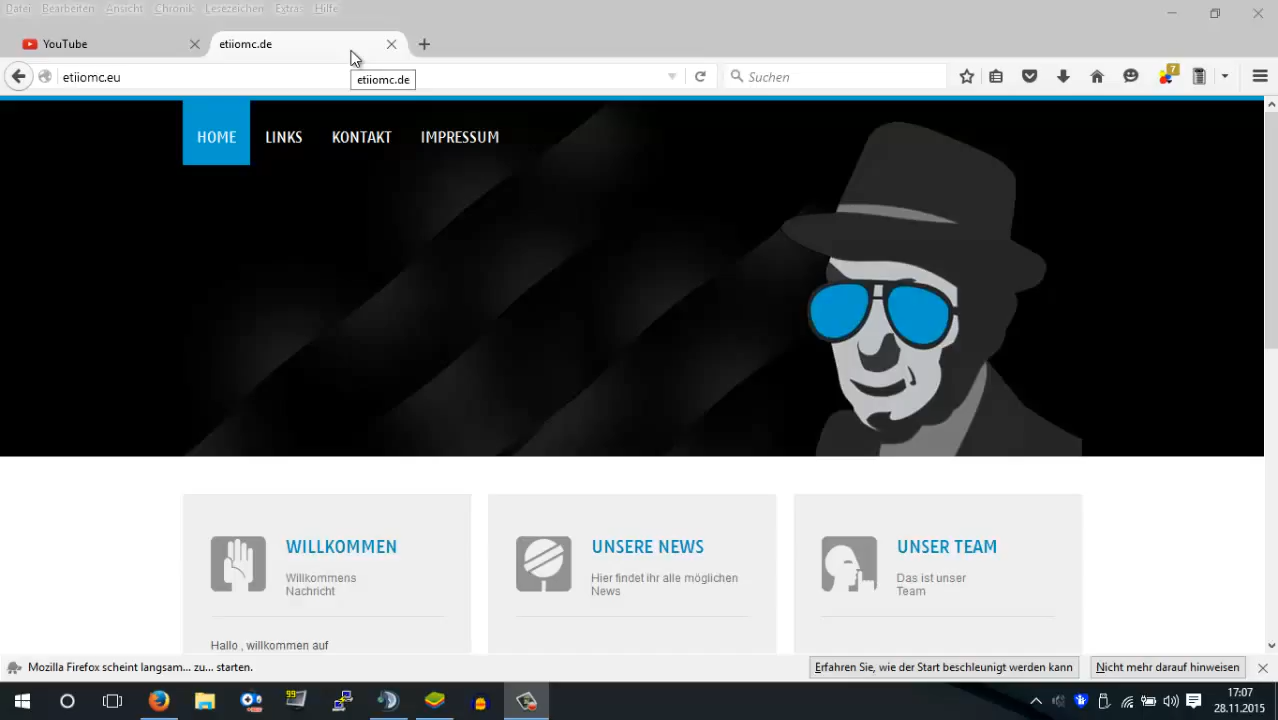 Datei Bearbeiten Ansicht Chronik Lesezeichen Extras Hilfe
YouTube etiiomc.de
etiiomc.eu Suchen 7
etiiomc.de
HOME LINKS KONTAKT IMPRESSUM
WILLKOMMEN
Willkommens
Nachricht
Hallo , willkommen auf
UNSERE NEWS
Hier findet ihr alle möglichen
News
UNSER TEAM
Das ist unser
Team
Mozilla Firefox scheint langsam... zu... starten. Erfahren Sie, wie der Start beschleunigt werden kann Nicht mehr darauf hinweisen
99
17:07
28.11.2015